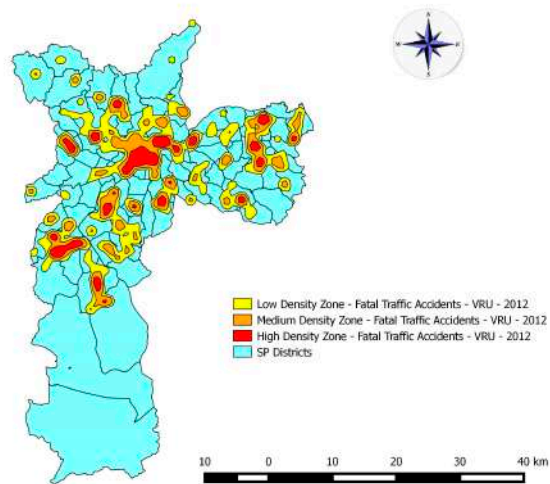 N
W
S
Low Density Zone - Fatal Traffic Accidents - VRU - 2012
Medium Density Zone - Fatal Traffic Accidents - VRU - 2012
High Density Zone - Fatal Traffic Accidents - VRU - 2012
SP Districts
10 0 10 20 30 40 km